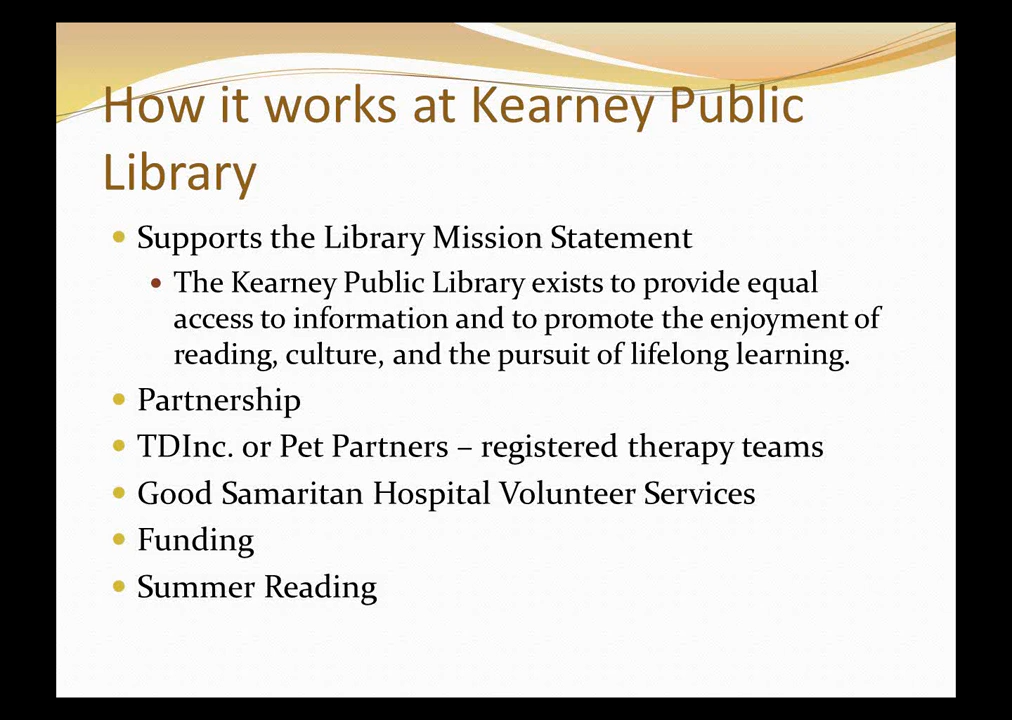 How it works at Kearney Public
Library
Supports the Library Mission Statement
The Kearney Public Library exists to provide equal
access to information and to promote the enjoyment of
reading, culture, and the pursuit of lifelong learning.
Partnership
TDInc. or Pet Partners – registered therapy teams
Good Samaritan Hospital Volunteer Services
Funding
Summer Reading